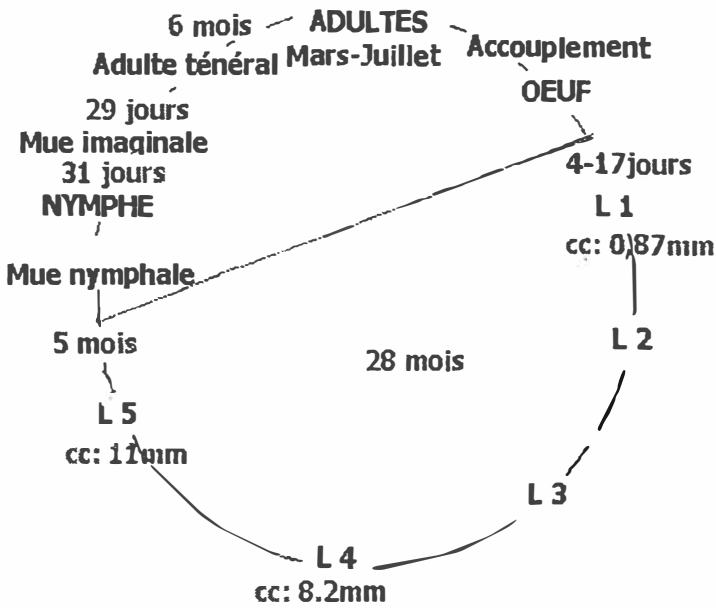 ADULTES
Mars-Juillet
Accouplement
OEUF
4-17jours
L 1
cc: 0,87mm
L 2
28 mois
L 3
L 4
cc: 8.2mm
L 5
cc: 11mm
5 mois
Mue nymphale
NYMPHE
31 jours
Mue imaginale
29 jours
Adulte ténéral
6 mois